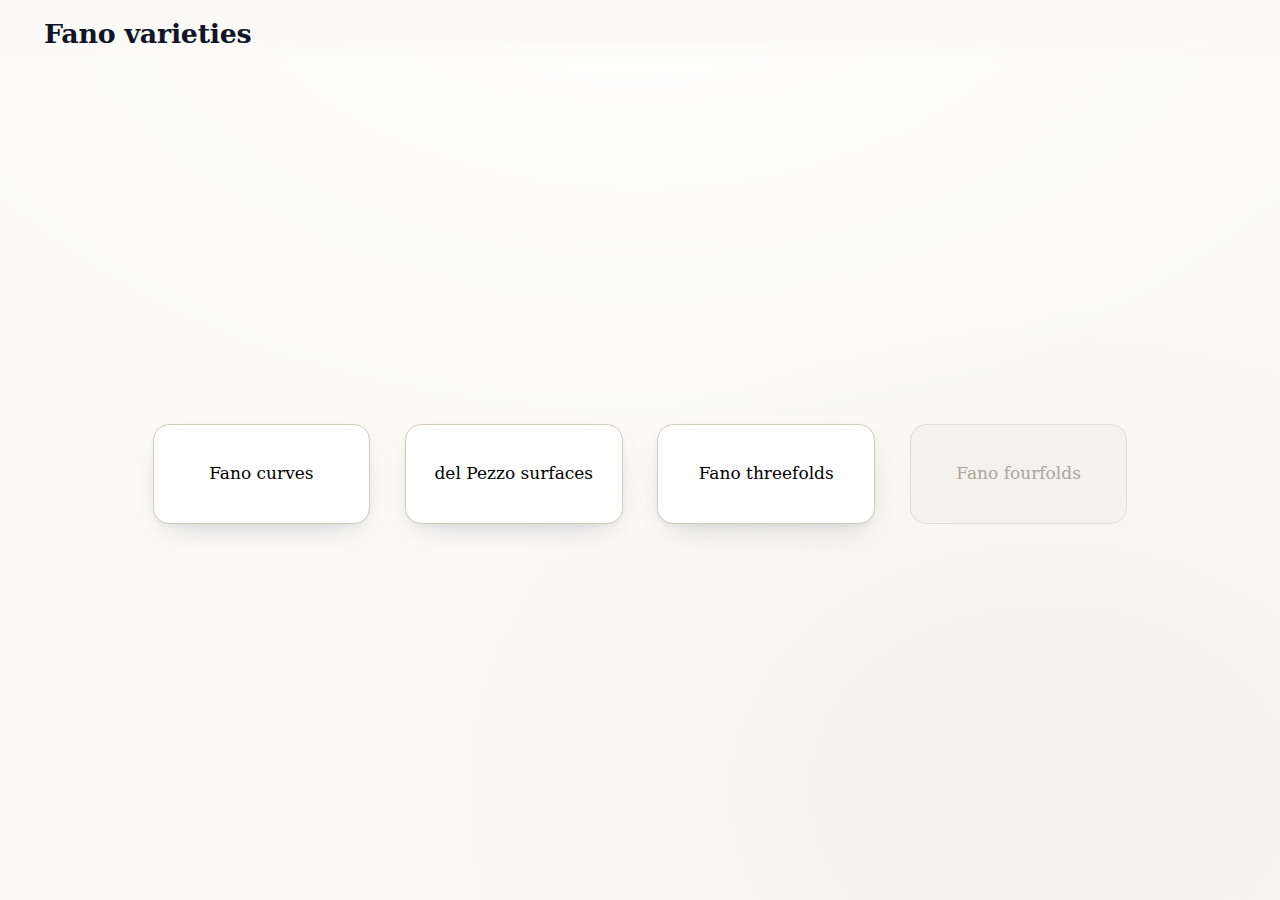 Fano varieties
Fano curves
del Pezzo surfaces
Fano threefolds
Fano fourfolds